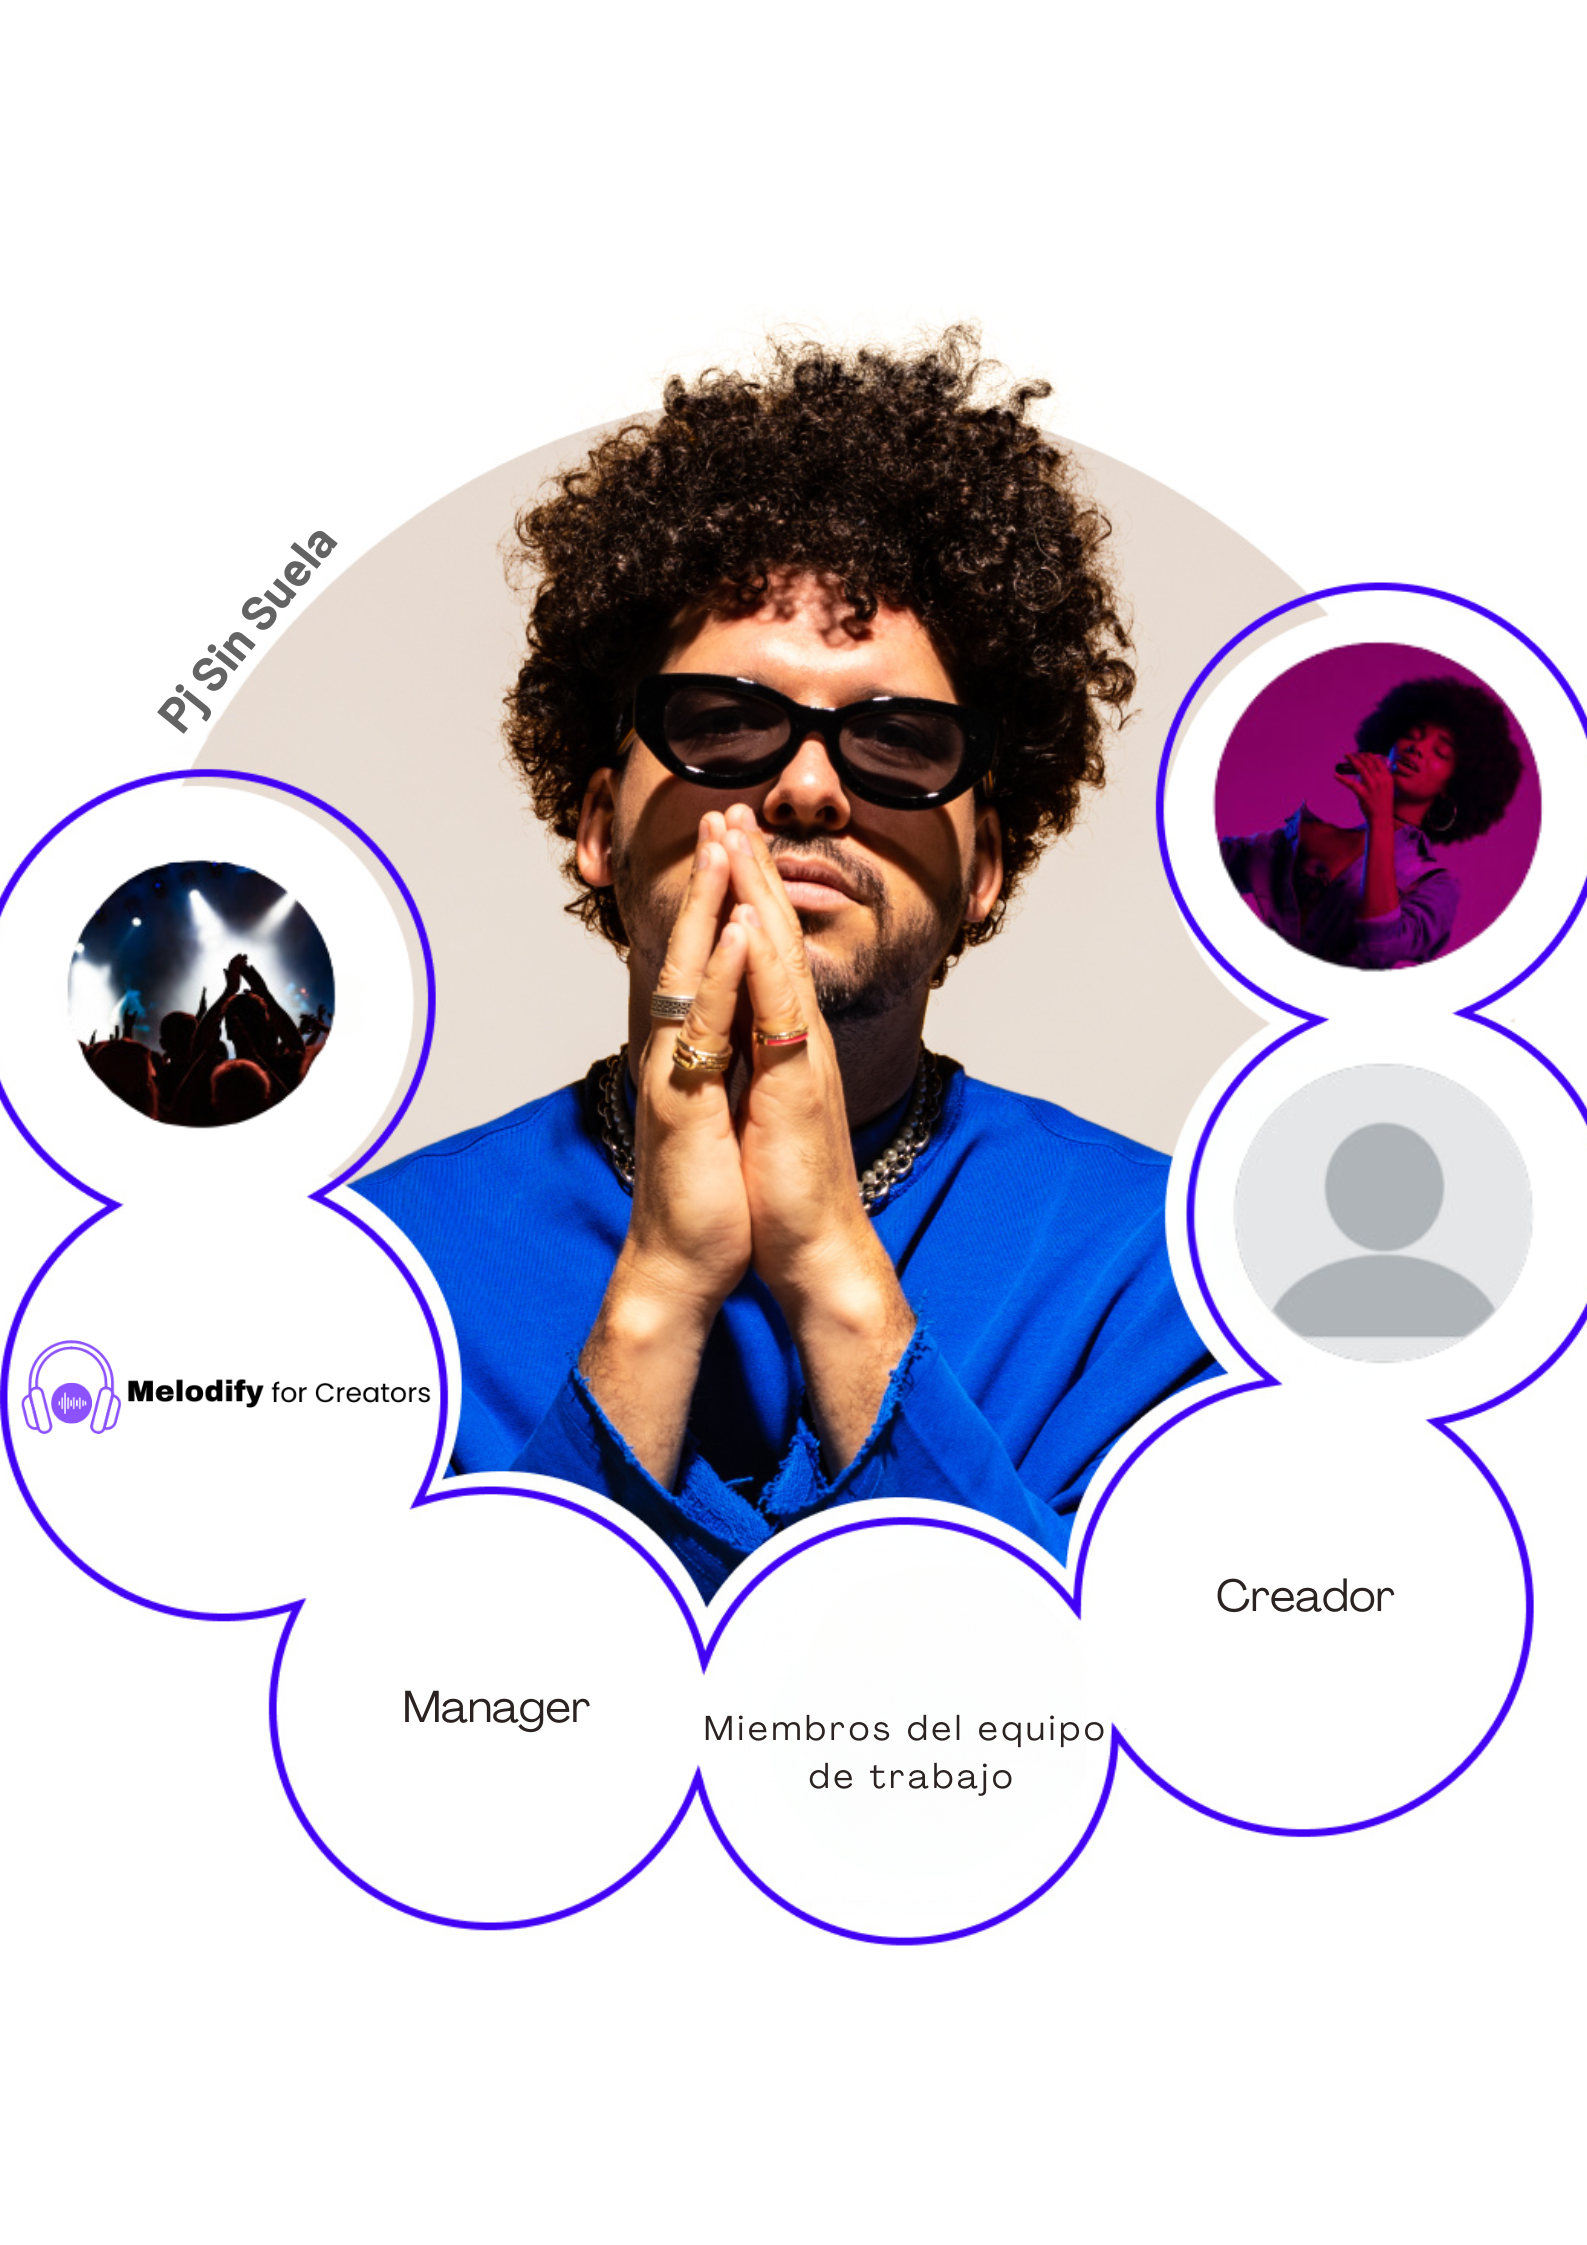 Pj Sin Suela
Melodify for Creators
Creador
Manager
Miembros del equipo
de trabajo